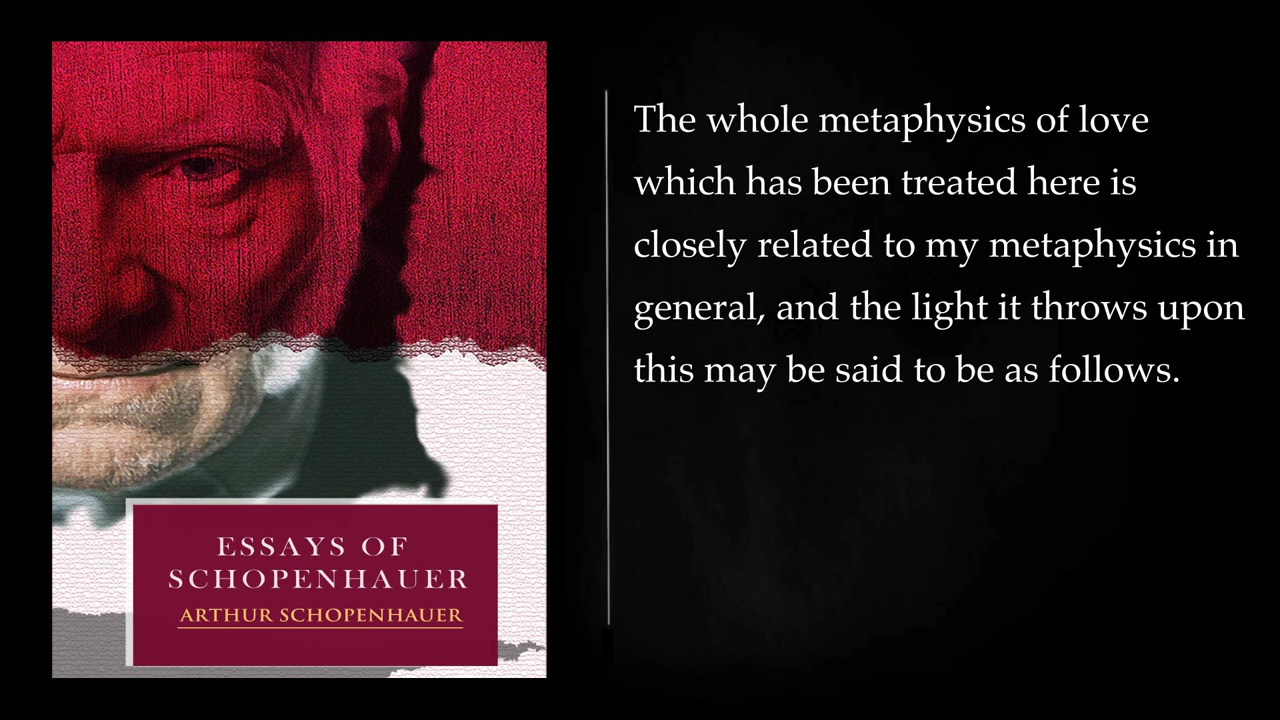 ESSAYS OF
SCHOPENHAUER
ARTHUR SCHOPENHAUER
The whole metaphysics of love
which has been treated here is
closely related to my metaphysics in
general, and the light it throws upon
this may be said to be as follows.